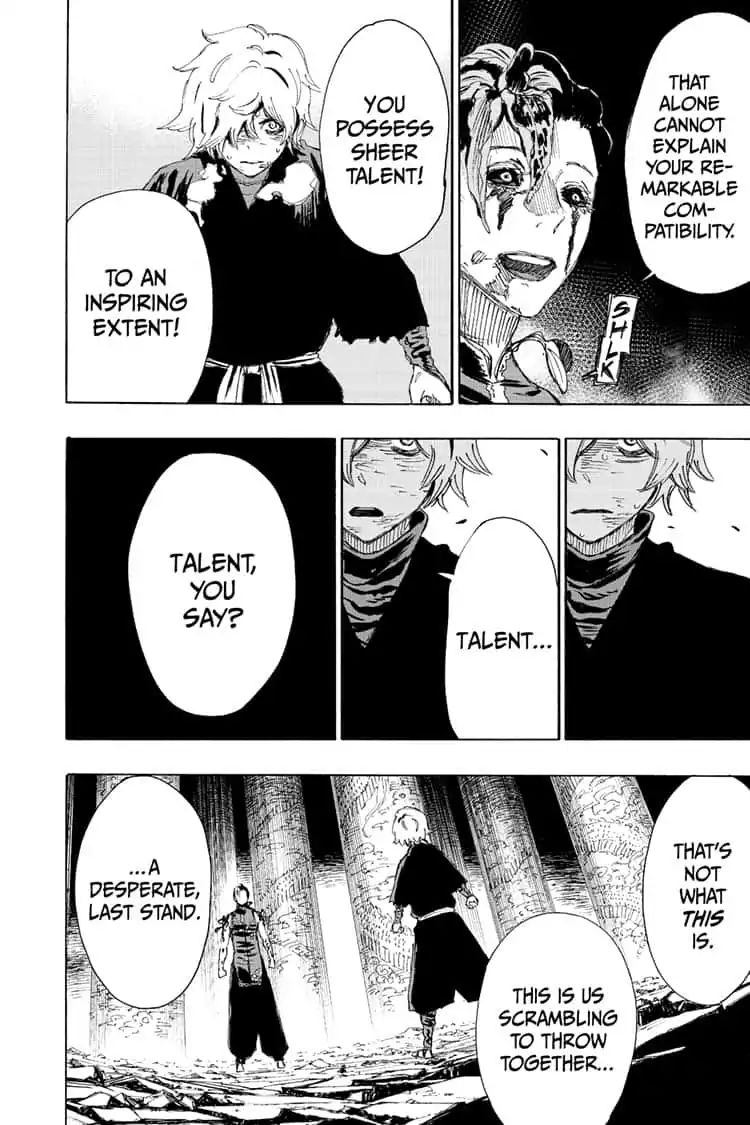 THAT
ALONE
CANNOT
EXPLAIN
YOUR RE-
MARKABLE
COM-
PATIBILITY.
SHLK
YOU
POSSESS
SHEER
TALENT!
TO AN
INSPIRING
EXTENT!
TALENT...
TALENT,
YOU
SAY?
THAT'S
NOT
WHAT
THIS
IS.
THIS IS US
SCRAMBLING
TO THROW
TOGETHER...
...A
DESPERATE,
LAST STAND.